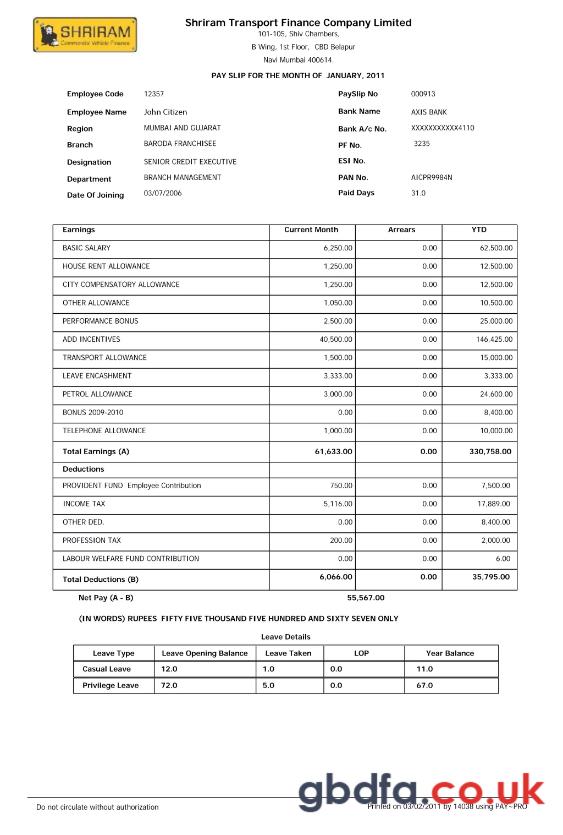 SHRIRAM
Commercial Vehicle Finance
Shriram Transport Finance Company Limited
101-105, Shiv Chambers,
B Wing, 1st Floor, CBD Belapur
Navi Mumbai 400614.
PAY SLIP FOR THE MONTH OF JANUARY, 2011
Employee Code 12357 PaySlip No 000913
Employee Name John Citizen Bank Name AXIS BANK
Region MUMBAI AND GUJARAT Bank A/c No. XXXXXXXXXX4110
Branch BARODA FRANCHISEE PF No. 3235
Designation SENIOR CREDIT EXECUTIVE ESI No.
Department BRANCH MANAGEMENT PAN No. AICPR9984N
Date Of Joining 03/07/2006 Paid Days 31.0
Earnings Current Month Arrears YTD
BASIC SALARY 6,250.00 0.00 62,500.00
HOUSE RENT ALLOWANCE 1,250.00 0.00 12,500.00
CITY COMPENSATORY ALLOWANCE 1,250.00 0.00 12,500.00
OTHER ALLOWANCE 1,050.00 0.00 10,500.00
PERFORMANCE BONUS 2,500.00 0.00 25,000.00
ADD INCENTIVES 40,500.00 0.00 146,425.00
TRANSPORT ALLOWANCE 1,500.00 0.00 15,000.00
LEAVE ENCASHMENT 3,333.00 0.00 3,333.00
PETROL ALLOWANCE 3,000.00 0.00 24,600.00
BONUS 2009-2010 0.00 0.00 8,400.00
TELEPHONE ALLOWANCE 1,000.00 0.00 10,000.00
Total Earnings (A) 61,633.00 0.00 330,758.00
Deductions
PROVIDENT FUND Employee Contribution 750.00 0.00 7,500.00
INCOME TAX 5,116.00 0.00 17,889.00
OTHER DED. 0.00 0.00 8,400.00
PROFESSION TAX 200.00 0.00 2,000.00
LABOUR WELFARE FUND CONTRIBUTION 0.00 0.00 6.00
Total Deductions (B) 6,066.00 0.00 35,795.00
Net Pay (A - B) 55,567.00
(IN WORDS) RUPEES FIFTY FIVE THOUSAND FIVE HUNDRED AND SIXTY SEVEN ONLY
Leave Details
Leave Type Leave Opening Balance Leave Taken LOP Year Balance
Casual Leave 12.0 1.0 0.0 11.0
Privilege Leave 72.0 5.0 0.0 67.0
gbdfa.co.uk
Do not circulate without authorization Printed on 03/02/2011 by 14038 using PAY~PRO